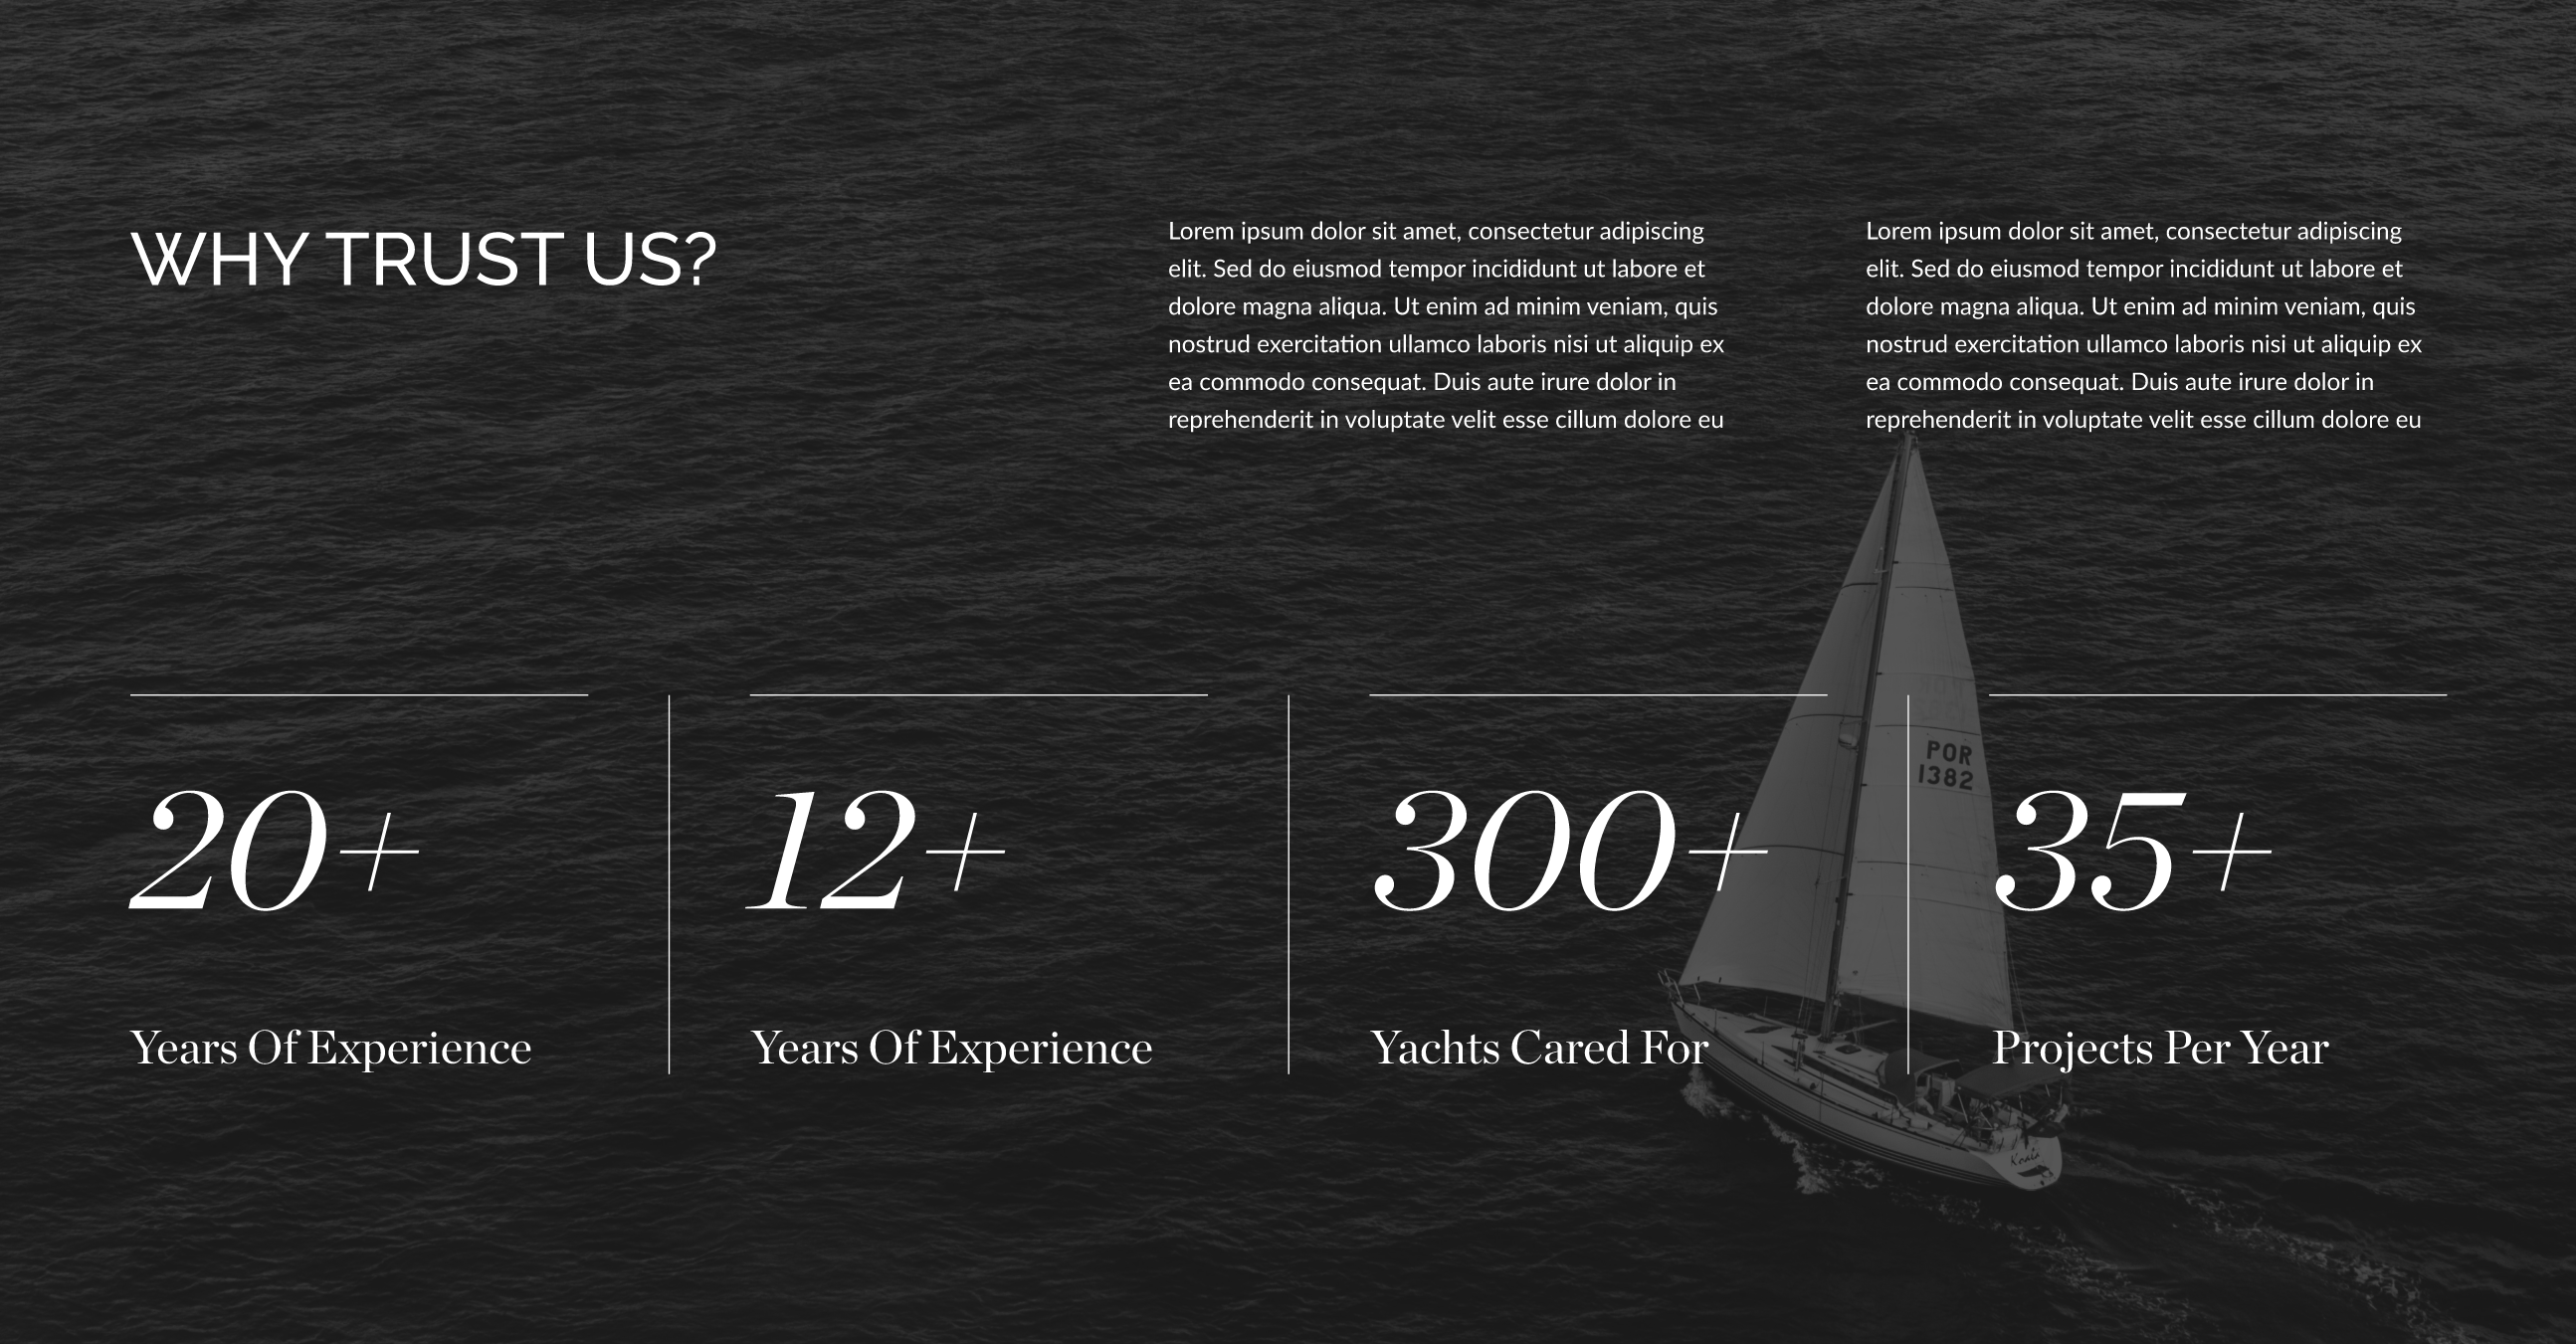 WHY TRUST US?
Lorem ipsum dolor sit amet, consectetur adipiscing
elit. Sed do eiusmod tempor incididunt ut labore et
dolore magna aliqua. Ut enim ad minim veniam, quis
nostrud exercitation ullamco laboris nisi ut aliquip ex
ea commodo consequat. Duis aute irure dolor in
reprehenderit in voluptate velit esse cillum dolore eu
Lorem ipsum dolor sit amet, consectetur adipiscing
elit. Sed do eiusmod tempor incididunt ut labore et
dolore magna aliqua. Ut enim ad minim veniam, quis
nostrud exercitation ullamco laboris nisi ut aliquip ex
ea commodo consequat. Duis aute irure dolor in
reprehenderit in voluptate velit esse cillum dolore eu
20+
Years Of Experience
12+
Years Of Experience
300+
Yachts Cared For
POR
1382
35+
Projects Per Year
Koala